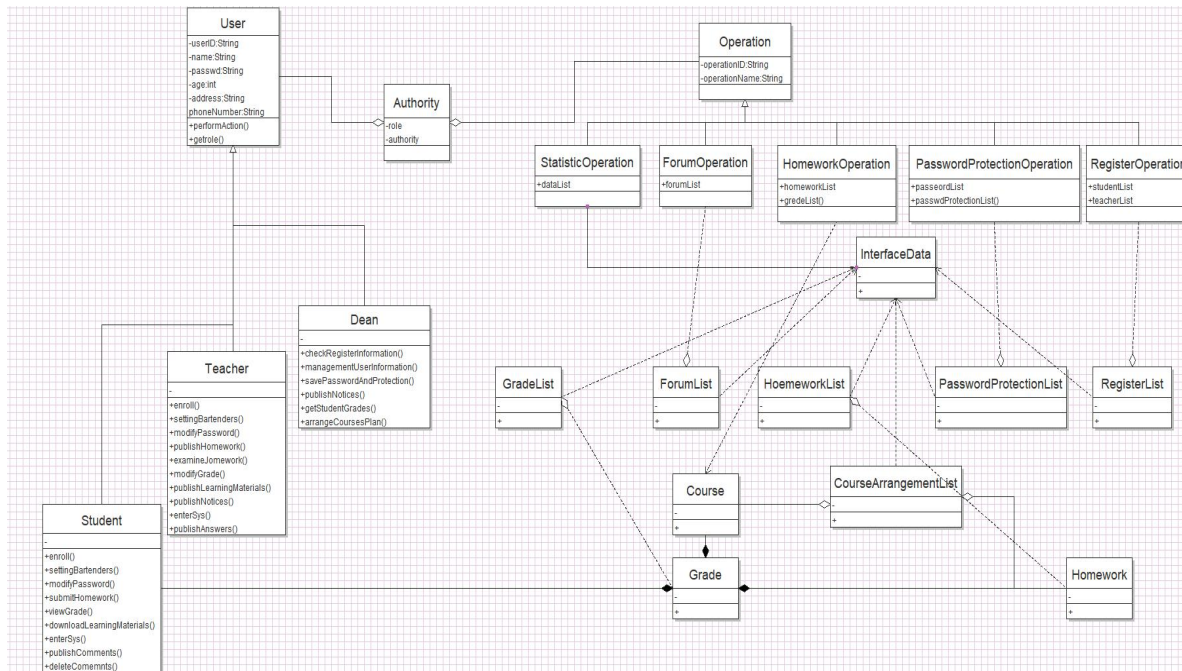 User
-userID:String
-name:String
-passwd:String
-age:int
-address:String
phoneNumber:String
+performAction()
+getrole()
Authority
-role
-authority
Operation
-operationID:String
-operationName:String
StatisticOperation
+dataList
ForumOperation
+forumList
HomeworkOperation
+homeworkList
+gredeList()
PasswordProtectionOperation
+passeordList
+passwdProtectionList()
RegisterOperation
+studentList
+teacherList
InterfaceData
-
+
Dean
-
+checkRegisterInformation()
+managementUserInformation()
+savePasswordAndProtection()
+publishNotices()
+getStudentGrades()
+arrangeCoursesPlan()
Teacher
-
+enroll()
+settingBartenders()
+modifyPassword()
+publishHomework()
+examineJomework()
+modifyGrade()
+publishLearningMaterials()
+publishNotices()
+enterSys()
+publishAnswers()
GradeList
-
+
ForumList
-
+
HoemeworkList
-
+
PasswordProtectionList
-
+
RegisterList
-
+
Course
-
+
CourseArrangementList
-
+
Student
-
+enroll()
+settingBartenders()
+modifyPassword()
+submitHomework()
+viewGrade()
+downloadLearningMaterials()
+enterSys()
+publishComments()
+deleteComemnts()
Grade
-
+
Homework
-
+